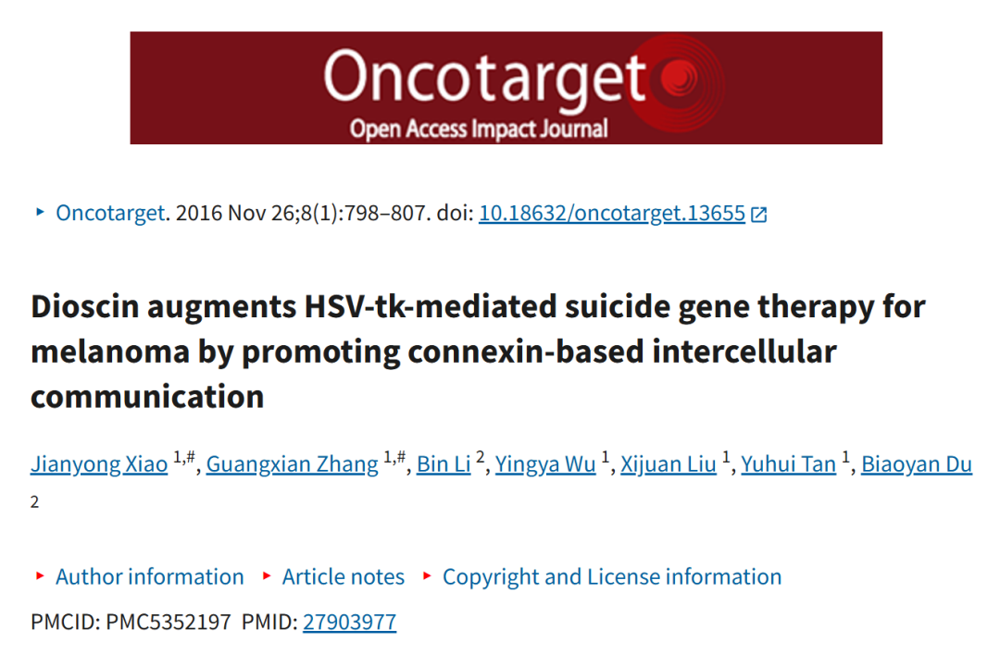 Oncotarget
Open Access Impact Journal
‣ Oncotarget. 2016 Nov 26;8(1):798–807. doi: 10.18632/oncotarget.13655
Dioscin augments HSV-tk-mediated suicide gene therapy for
melanoma by promoting connexin-based intercellular
communication
Jianyong Xiao 1,#, Guangxian Zhang 1,#, Bin Li 2, Yingya Wu 1, Xijuan Liu 1, Yuhui Tan 1, Biaoyan Du
2
‣ Author information ‣ Article notes ‣ Copyright and License information
PMCID: PMC5352197 PMID: 27903977